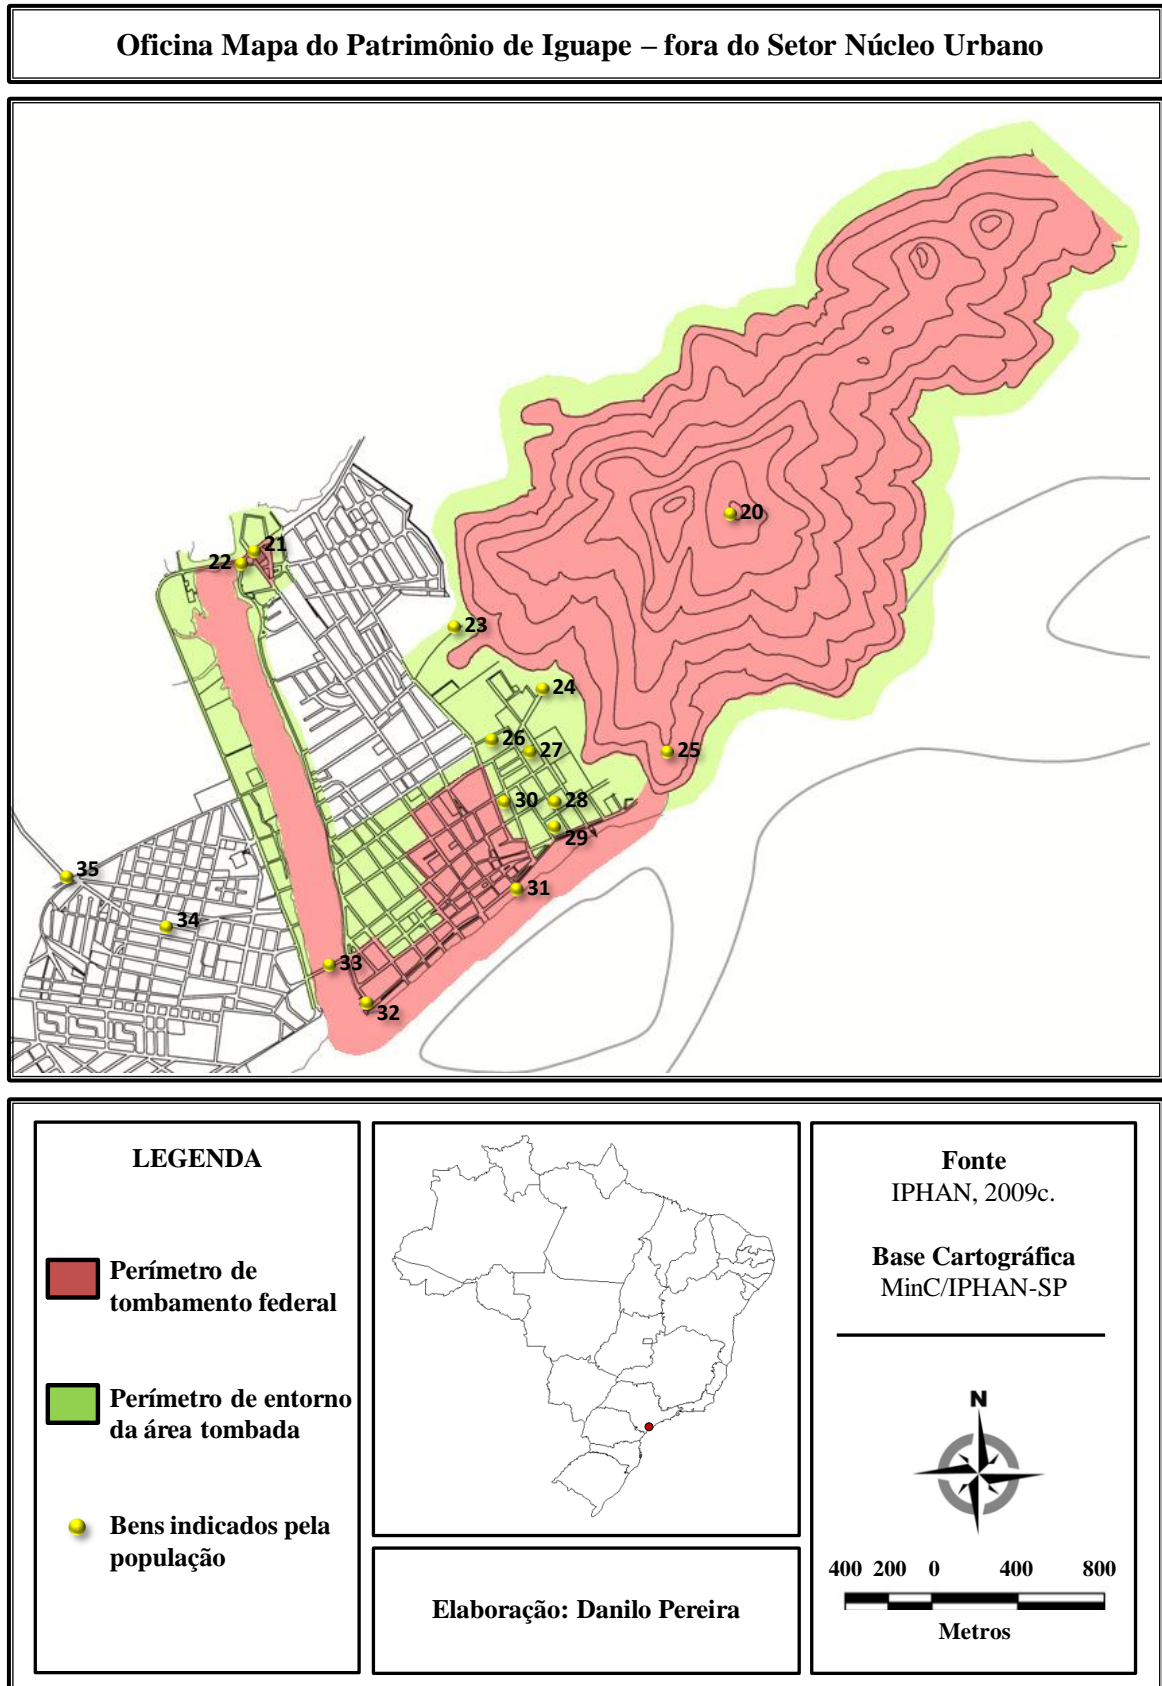 Oficina Mapa do Patrimônio de Iguape – fora do Setor Núcleo Urbano
20
21
22
23
24
25
26
27
28
29
30
31
32
33
34
35
LEGENDA
Perímetro de
tombamento federal
Perímetro de entorno
da área tombada
Bens indicados pela
população
Elaboração: Danilo Pereira
Fonte
IPHAN, 2009c.
Base Cartográfica
MinC/IPHAN-SP
N
400 200 0 400 800
Metros